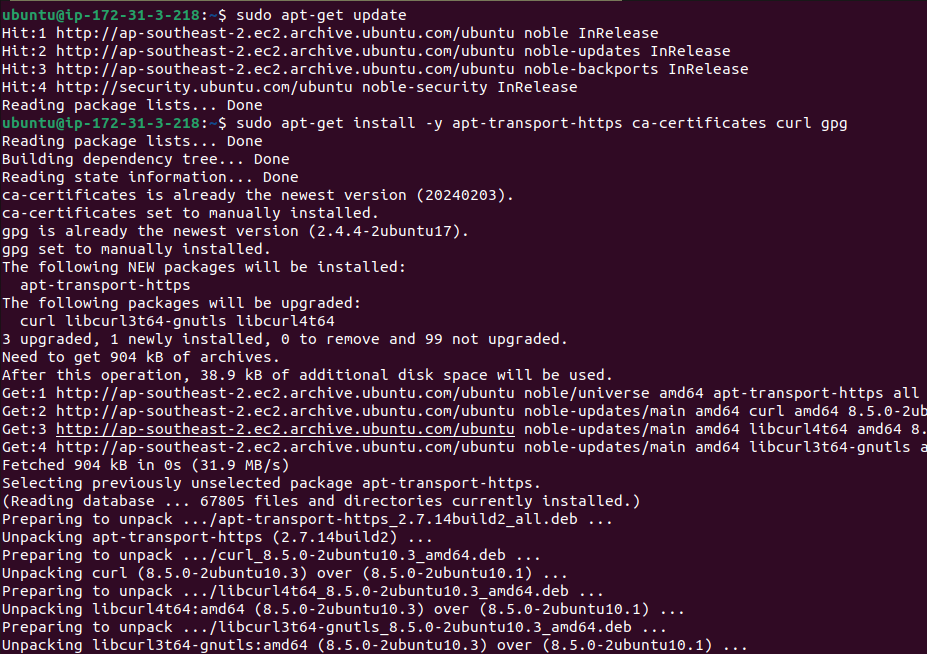 ubuntu@ip-172-31-3-218:~$ sudo apt-get update
Hit:1 http://ap-southeast-2.ec2.archive.ubuntu.com/ubuntu noble InRelease
Hit:2 http://ap-southeast-2.ec2.archive.ubuntu.com/ubuntu noble-updates InRelease
Hit:3 http://ap-southeast-2.ec2.archive.ubuntu.com/ubuntu noble-backports InRelease
Hit:4 http://security.ubuntu.com/ubuntu noble-security InRelease
Reading package lists... Done
ubuntu@ip-172-31-3-218:~$ sudo apt-get install -y apt-transport-https ca-certificates curl gpg
Reading package lists... Done
Building dependency tree... Done
Reading state information... Done
ca-certificates is already the newest version (20240203).
ca-certificates set to manually installed.
gpg is already the newest version (2.4.4-2ubuntu17).
gpg set to manually installed.
The following NEW packages will be installed:
  apt-transport-https
The following packages will be upgraded:
  curl libcurl3t64-gnutls libcurl4t64
3 upgraded, 1 newly installed, 0 to remove and 99 not upgraded.
Need to get 904 kB of archives.
After this operation, 38.9 kB of additional disk space will be used.
Get:1 http://ap-southeast-2.ec2.archive.ubuntu.com/ubuntu noble/universe amd64 apt-transport-https all
Get:2 http://ap-southeast-2.ec2.archive.ubuntu.com/ubuntu noble-updates/main amd64 curl amd64 8.5.0-2ub
Get:3 http://ap-southeast-2.ec2.archive.ubuntu.com/ubuntu noble-updates/main amd64 libcurl4t64 amd64 8.
Get:4 http://ap-southeast-2.ec2.archive.ubuntu.com/ubuntu noble-updates/main amd64 libcurl3t64-gnutls a
Fetched 904 kB in 0s (31.9 MB/s)
Selecting previously unselected package apt-transport-https.
(Reading database ... 67805 files and directories currently installed.)
Preparing to unpack .../apt-transport-https_2.7.14build2_all.deb ...
Unpacking apt-transport-https (2.7.14build2) ...
Preparing to unpack .../curl_8.5.0-2ubuntu10.3_amd64.deb ...
Unpacking curl (8.5.0-2ubuntu10.3) over (8.5.0-2ubuntu10.1) ...
Preparing to unpack .../libcurl4t64_8.5.0-2ubuntu10.3_amd64.deb ...
Unpacking libcurl4t64:amd64 (8.5.0-2ubuntu10.3) over (8.5.0-2ubuntu10.1) ...
Preparing to unpack .../libcurl3t64-gnutls_8.5.0-2ubuntu10.3_amd64.deb ...
Unpacking libcurl3t64-gnutls:amd64 (8.5.0-2ubuntu10.3) over (8.5.0-2ubuntu10.1) ...